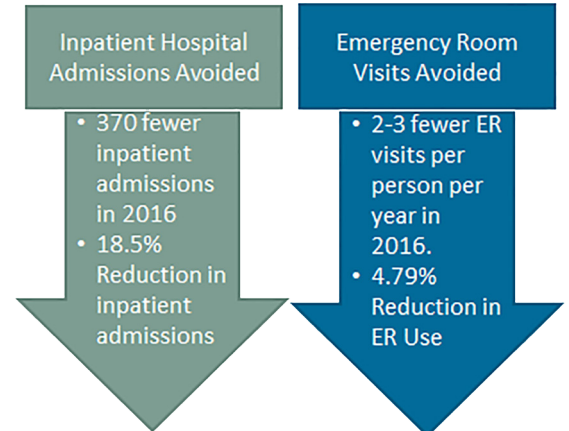 Inpatient Hospital
Admissions Avoided
• 370 fewer
inpatient
admissions
in 2016
• 18.5%
Reduction in
inpatient
admissions
Emergency Room
Visits Avoided
• 2-3 fewer ER
visits per
person per
year in
2016.
• 4.79%
Reduction in
ER Use